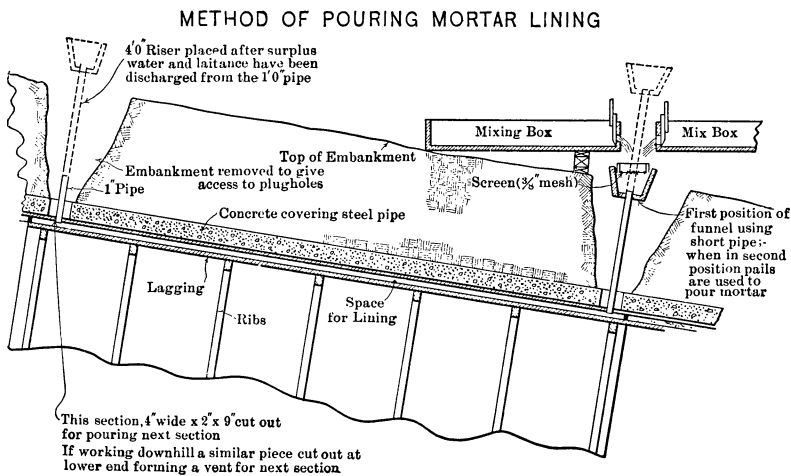 METHOD OF POURING MORTAR LINING
4'0" Riser placed after surplus
water and laitance have been
discharged from the 1'0" pipe
Mixing Box
Mix Box
Top of Embankment
Embankment removed to give
access to plugholes
Screen(⅜" mesh)
1" Pipe
Concrete covering steel pipe
First position of
funnel using
short pipe;-
when in second
position pails
are used to
pour mortar
Lagging
Space
for Lining
Ribs
This section, 4" wide x 2" x 9" cut out
for pouring next section
If working downhill a similar piece cut out at
lower end forming a vent for next section